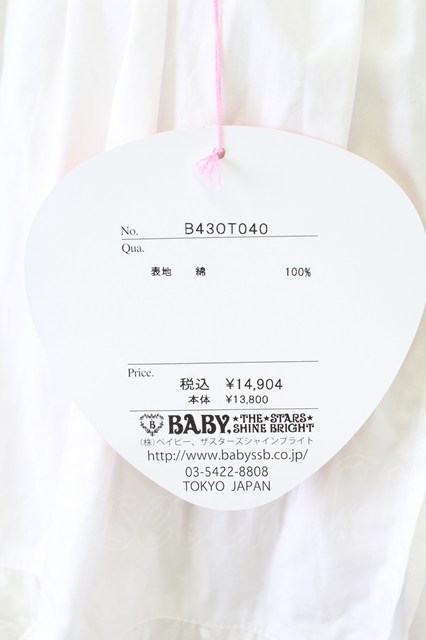 No. B43OT040
Qua.
表地 綿 100%
Price.
税込 ¥14,904
本体 ¥13,800
B
BABY, ★THE★STARS★
SHINE BRIGHT
(株)ベイビー、ザスターズシャインブライト
http://www.babyssb.co.jp/
03-5422-8808
TOKYO JAPAN